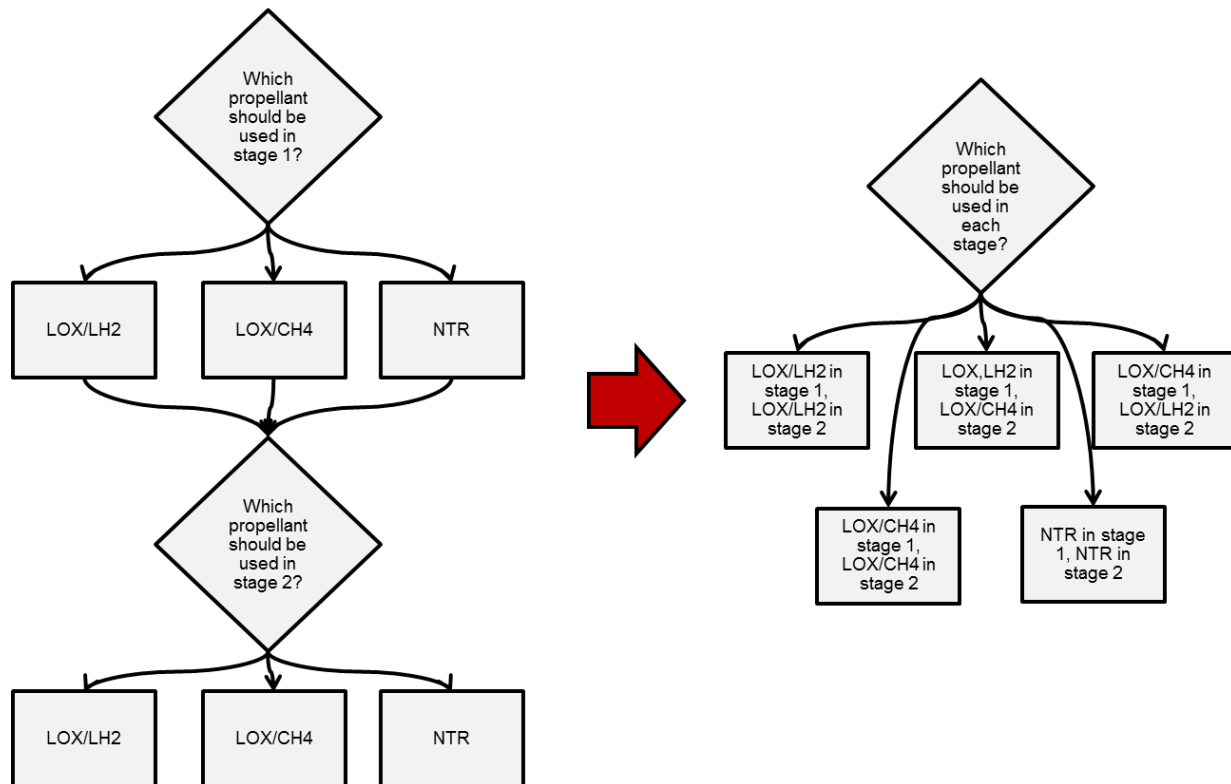 Which
propellant
should be
used in
stage 1?
LOX/LH2
LOX/CH4
NTR
Which
propellant
should be
used in
stage 2?
LOX/LH2
LOX/CH4
NTR
Which
propellant
should be
used in
each
stage?
LOX/LH2 in
stage 1,
LOX/LH2 in
stage 2
LOX,LH2 in
stage 1,
LOX/CH4 in
stage 2
LOX/CH4 in
stage 1,
LOX/LH2 in
stage 2
LOX/CH4 in
stage 1,
LOX/CH4 in
stage 2
NTR in stage
1, NTR in
stage 2